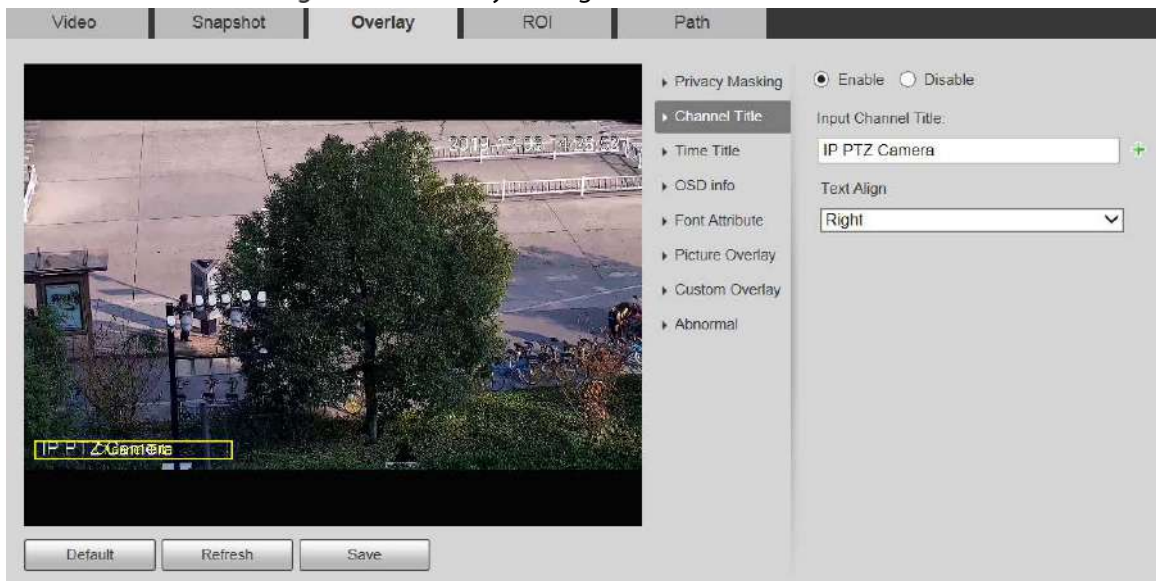 Video Snapshot Overlay ROI Path
Privacy Masking
Channel Title
Time Title
OSD info
Font Attribute
Picture Overlay
Custom Overlay
Abnormal
Enable Disable
Input Channel Title:
IP PTZ Camera
Text Align
Right
IP PTZ Camera
Default Refresh Save